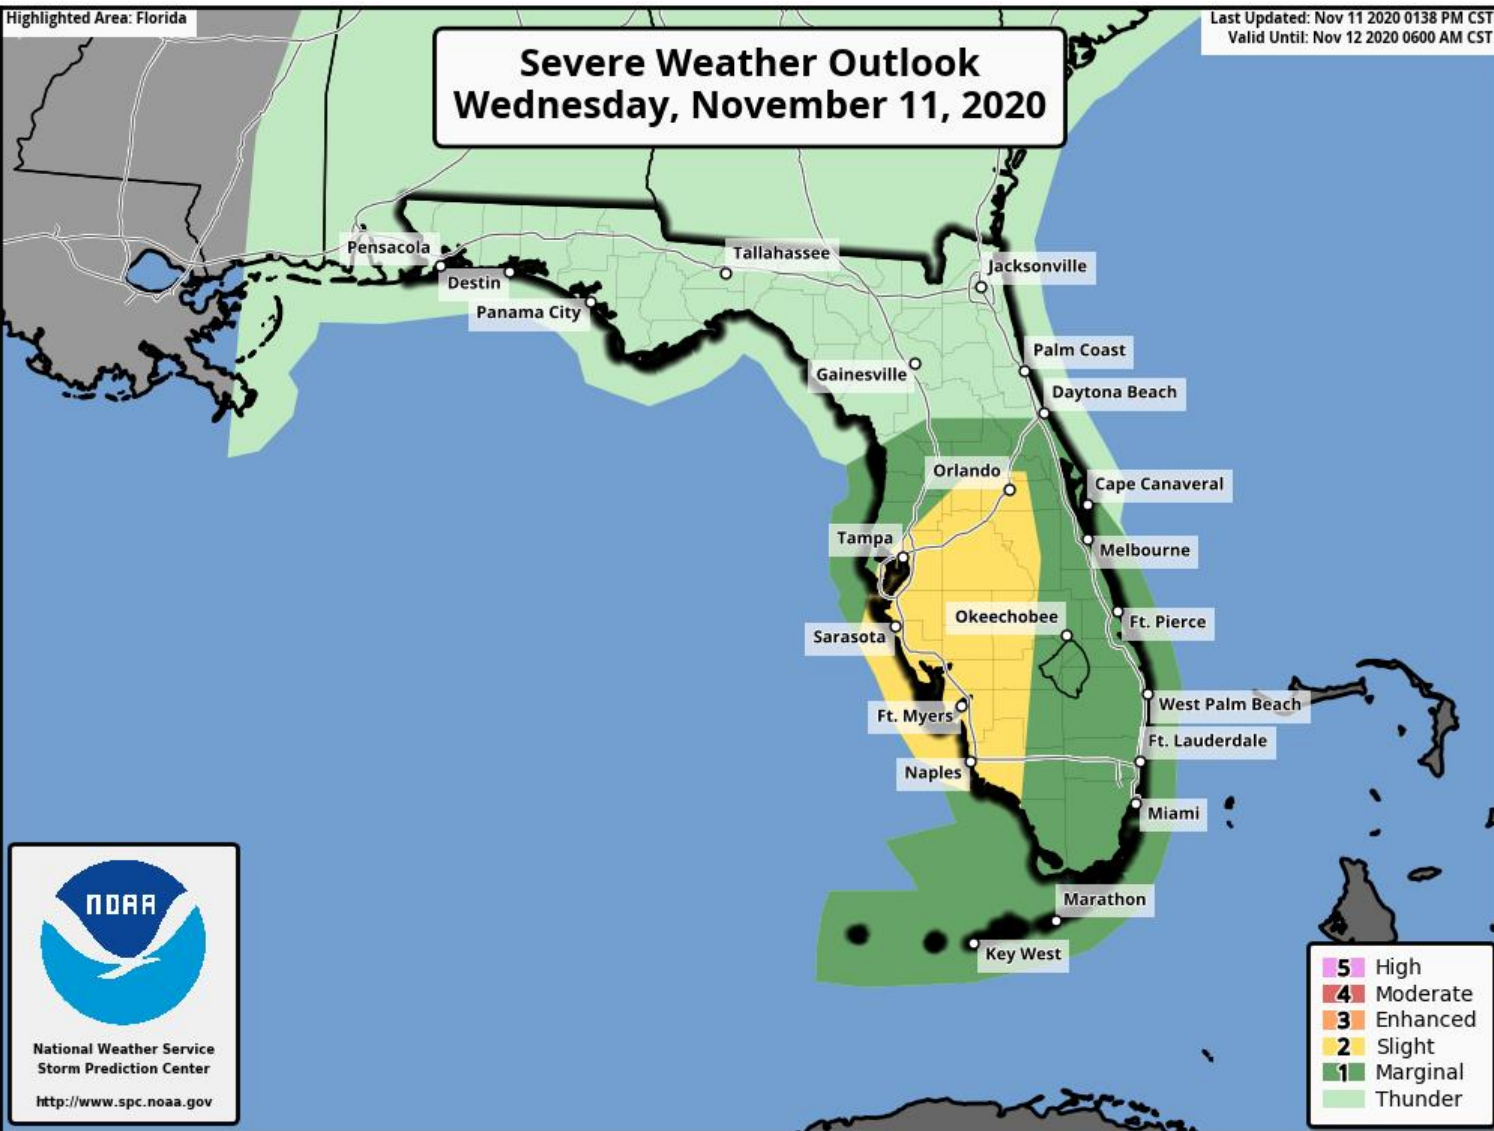 Highlighted Area: Florida
Last Updated: Nov 11 2020 0138 PM CST
Valid Until: Nov 12 2020 0600 AM CST
Severe Weather Outlook
Wednesday, November 11, 2020
Pensacola
Tallahassee
Jacksonville
Destin
Panama City
Palm Coast
Gainesville
Daytona Beach
Orlando
Cape Canaveral
Tampa
Melbourne
Okeechobee
Ft. Pierce
Sarasota
West Palm Beach
Ft. Myers
Ft. Lauderdale
Naples
Miami
Marathon
Key West
NOAA
National Weather Service
Storm Prediction Center
http://www.spc.noaa.gov
5 High
4 Moderate
3 Enhanced
2 Slight
1 Marginal
Thunder